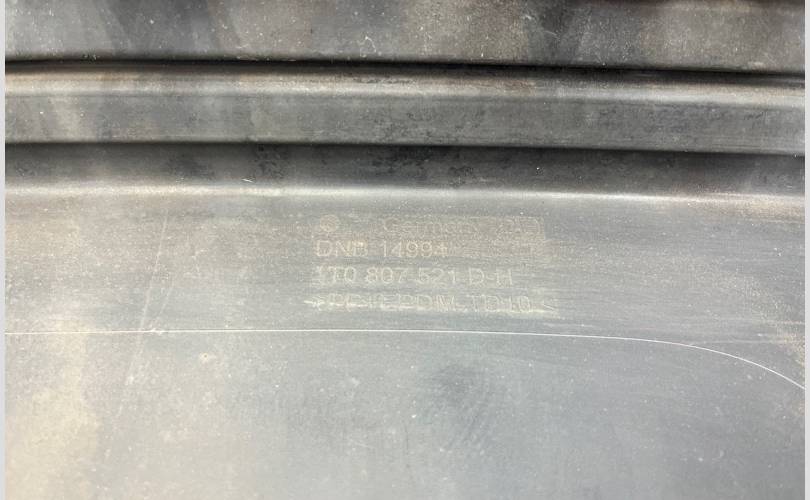 Germany
DNB 14994
1T0 807 521 D-H
>PP+EPDM-TD10<